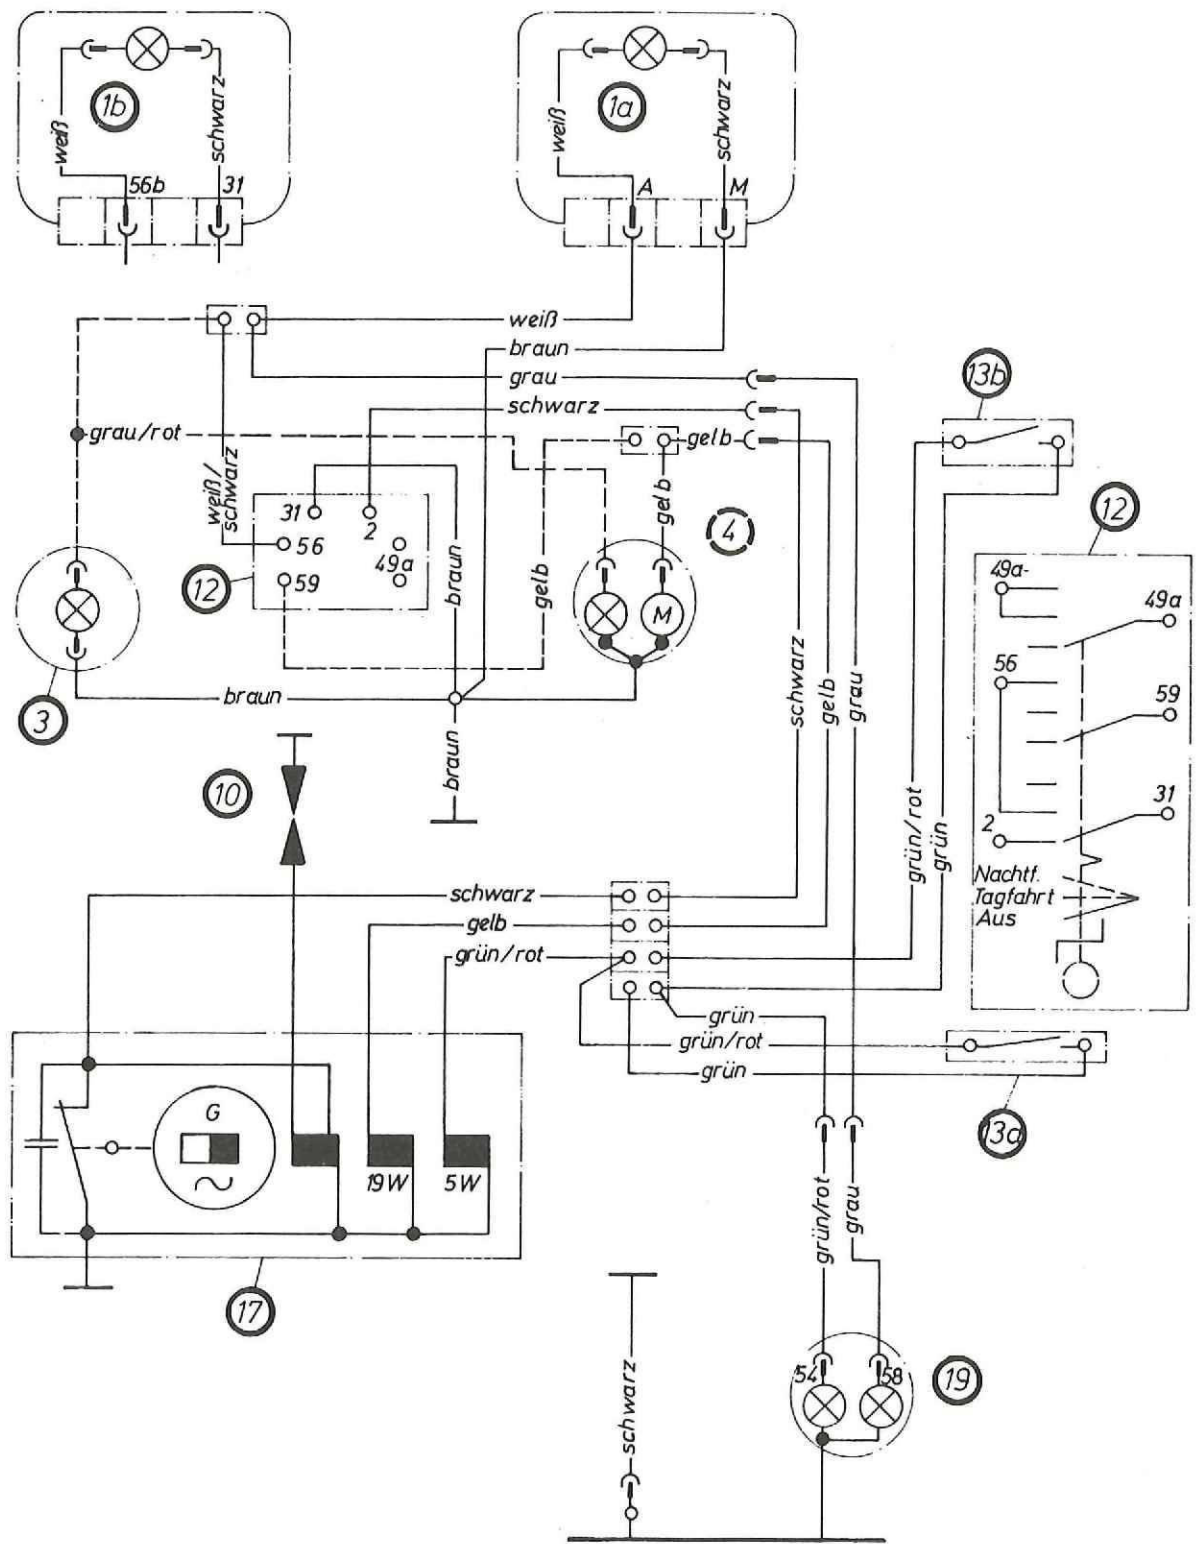 1b
weiß
schwarz
56b
31
1a
weiß
schwarz
A
M
weiß
braun
grau
schwarz
grau/rot
gelb
13b
weiß/
schwarz
31
2
56
49a
59
12
braun
gelb
gelb
4
M
12
49a-
49a
56
59
2
31
Nachtf.
Tagfahrt
Aus
3
braun
braun
schwarz
gelb
grau
grün/rot
grün
10
schwarz
gelb
grün/rot
grün
grün/rot
grün
13a
G
19W
5W
17
grün/rot
grau
schwarz
54
58
19